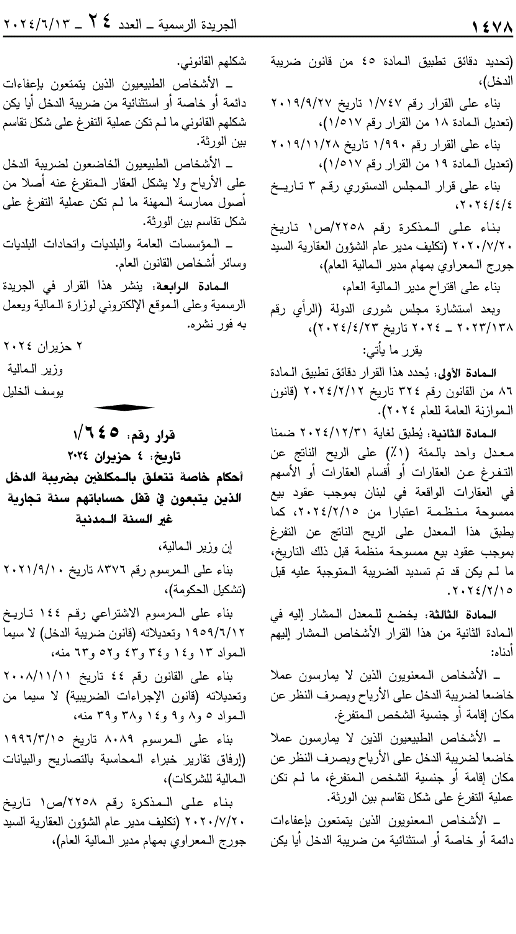 ١٤٧٨
الجريدة الرسمية ــ العدد ٢٤ ــ ٢٠٢٤/٦/١٣
(تحديد دقائق تطبيق المادة ٤٥ من قانون ضريبة
الدخل)،
بناء على القرار رقم ١/٧٤٧ تاريخ ٢٠١٩/٩/٢٧
(تعديل المادة ١٨ من القرار رقم ١/٥١٧)،
بناء على القرار رقم ١/٩٩٠ تاريخ ٢٠١٩/١١/٢٨
(تعديل المادة ١٩ من القرار رقم ١/٥١٧)،
بناء على قرار المجلس الدستوري رقم ٣ تاريخ
٢٠٢٤/٤/٤،
بناء على المذكرة رقم ٢٢٥٨/ص١ تاريخ
٢٠٢٠/٧/٢٠ (تكليف مدير عام الشؤون العقارية السيد
جورج المعراوي بمهام مدير المالية العام)،
بناء على اقتراح مدير المالية العام،
وبعد استشارة مجلس شورى الدولة (الرأي رقم
٢٠٢٣/١٣٨ ــ ٢٠٢٤ تاريخ ٢٠٢٤/٤/٢٣)،
يقرر ما يأتي:
المادة الأولى: يُحدد هذا القرار دقائق تطبيق المادة
٨٦ من القانون رقم ٣٢٤ تاريخ ٢٠٢٤/٢/١٢ (قانون
الموازنة العامة للعام ٢٠٢٤).
المادة الثانية: يُطبق لغاية ٢٠٢٤/١٢/٣١ ضمنا
معدل واحد بالمئة (١٪) على الربح الناتج عن
التفرغ عن العقارات أو أقسام العقارات أو الأسهم
في العقارات الواقعة في لبنان بموجب عقود بيع
ممسوحة منظمة اعتبارا من ٢٠٢٤/٢/١٥، كما
يطبق هذا المعدل على الربح الناتج عن التفرغ
بموجب عقود بيع ممسوحة منظمة قبل ذلك التاريخ،
ما لم يكن قد تم تسديد الضريبة المتوجبة عليه قبل
٢٠٢٤/٢/١٥.
المادة الثالثة: يخضع للمعدل المشار إليه في
المادة الثانية من هذا القرار الأشخاص المشار إليهم
أدناه:
ــ الأشخاص المعنويون الذين لا يمارسون عملا
خاضعا لضريبة الدخل على الأرباح وبصرف النظر عن
مكان إقامة أو جنسية الشخص المتفرغ.
ــ الأشخاص الطبيعيون الذين لا يمارسون عملا
خاضعا لضريبة الدخل على الأرباح وبصرف النظر عن
مكان إقامة أو جنسية الشخص المتفرغ، ما لم تكن
عملية التفرغ على شكل تقاسم بين الورثة.
ــ الأشخاص المعنويون الذين يتمتعون بإعفاءات
دائمة أو خاصة أو استثنائية من ضريبة الدخل أيا يكن
شكلهم القانوني.
ــ الأشخاص الطبيعيون الذين يتمتعون بإعفاءات
دائمة أو خاصة أو استثنائية من ضريبة الدخل أيا يكن
شكلهم القانوني ما لم تكن عملية التفرغ على شكل تقاسم
بين الورثة.
ــ الأشخاص الطبيعيون الخاضعون لضريبة الدخل
على الأرباح ولا يشكل العقار المتفرغ عنه أصلا من
أصول ممارسة المهنة ما لم تكن عملية التفرغ على
شكل تقاسم بين الورثة.
ــ المؤسسات العامة والبلديات واتحادات البلديات
وسائر أشخاص القانون العام.
المادة الرابعة: ينشر هذا القرار في الجريدة
الرسمية وعلى الموقع الإلكتروني لوزارة المالية ويعمل
به فور نشره.
٢ حزيران ٢٠٢٤
وزير المالية
يوسف الخليل
قرار رقم: ١/٦٤٥
تاريخ: ٤ حزيران ٢٠٢٤
أحكام خاصة تتعلق بالمكلفين بضريبة الدخل
الذين يتبعون في قفل حساباتهم سنة تجارية
غير السنة المدنية
إن وزير المالية،
بناء على المرسوم رقم ٨٣٧٦ تاريخ ٢٠٢١/٩/١٠
(تشكيل الحكومة)،
بناء على المرسوم الاشتراعي رقم ١٤٤ تاريخ
١٩٥٩/٦/١٢ وتعديلاته (قانون ضريبة الدخل) لا سيما
المواد ١٣ و١٤ و٣٤ و٤٣ و٥٢ و٦٣ منه،
بناء على القانون رقم ٤٤ تاريخ ٢٠٠٨/١١/١١
وتعديلاته (قانون الإجراءات الضريبية) لا سيما من
المواد ٥ و٨ و٩ و١٤ و٣٨ و٣٩ منه،
بناء على المرسوم ٨٠٨٩ تاريخ ١٩٩٦/٣/١٥
(إرفاق تقارير خبراء المحاسبة بالتصاريح والبيانات
المالية للشركات)،
بناء على المذكرة رقم ٢٢٥٨/ص١ تاريخ
٢٠٢٠/٧/٢٠ (تكليف مدير عام الشؤون العقارية السيد
جورج المعراوي بمهام مدير المالية العام)،